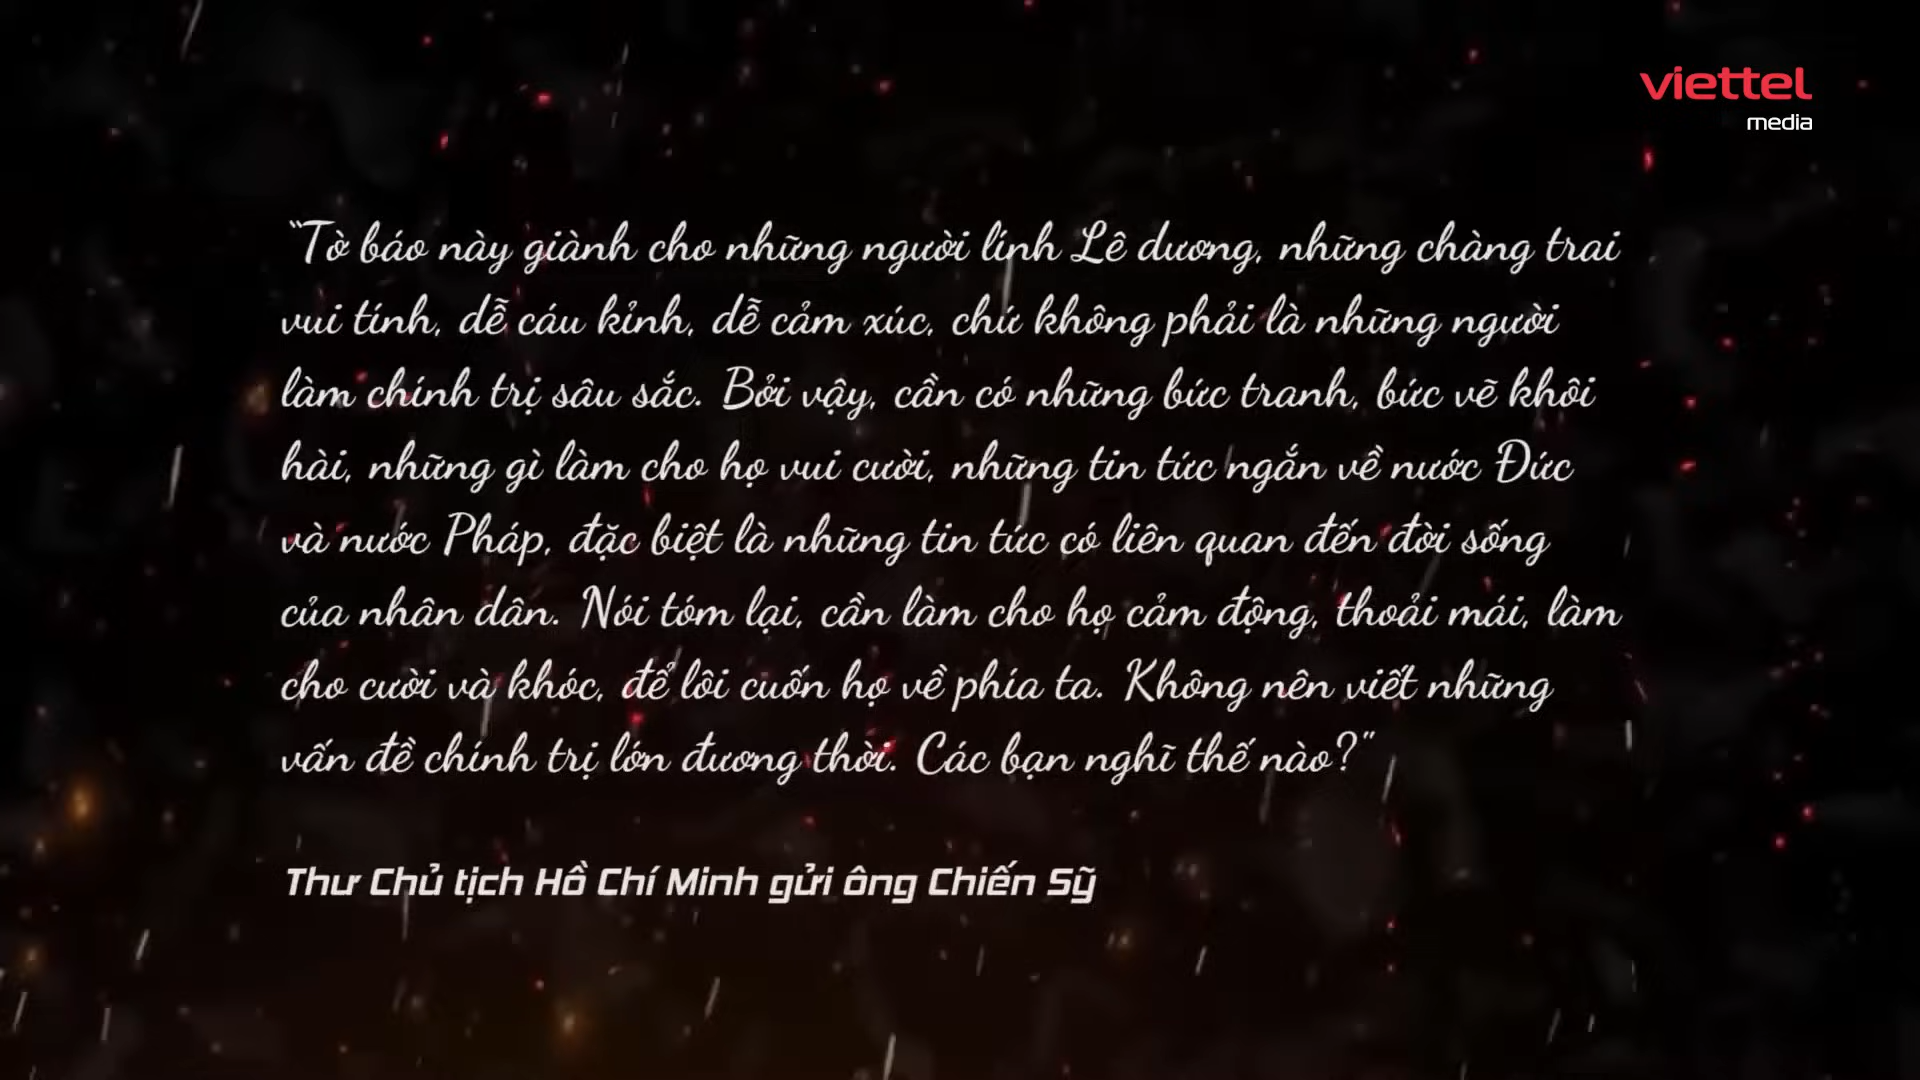 viettel
media
"Tờ báo này giành cho những người lính Lê dương, những chàng trai
vui tính, dễ cáu kỉnh, dễ cảm xúc, chứ không phải là những người
làm chính trị sâu sắc. Bởi vậy, cần có những bức tranh, bức vẽ khôi
hài, những gì làm cho họ vui cười, những tin tức ngắn về nước Đức
và nước Pháp, đặc biệt là những tin tức có liên quan đến đời sống
của nhân dân. Nói tóm lại, cần làm cho họ cảm động, thoải mái, làm
cho cười và khóc, để lôi cuốn họ về phía ta. Không nên viết những
vấn đề chính trị lớn đương thời. Các bạn nghĩ thế nào?"
Thư Chủ tịch Hồ Chí Minh gửi ông Chiến Sỹ